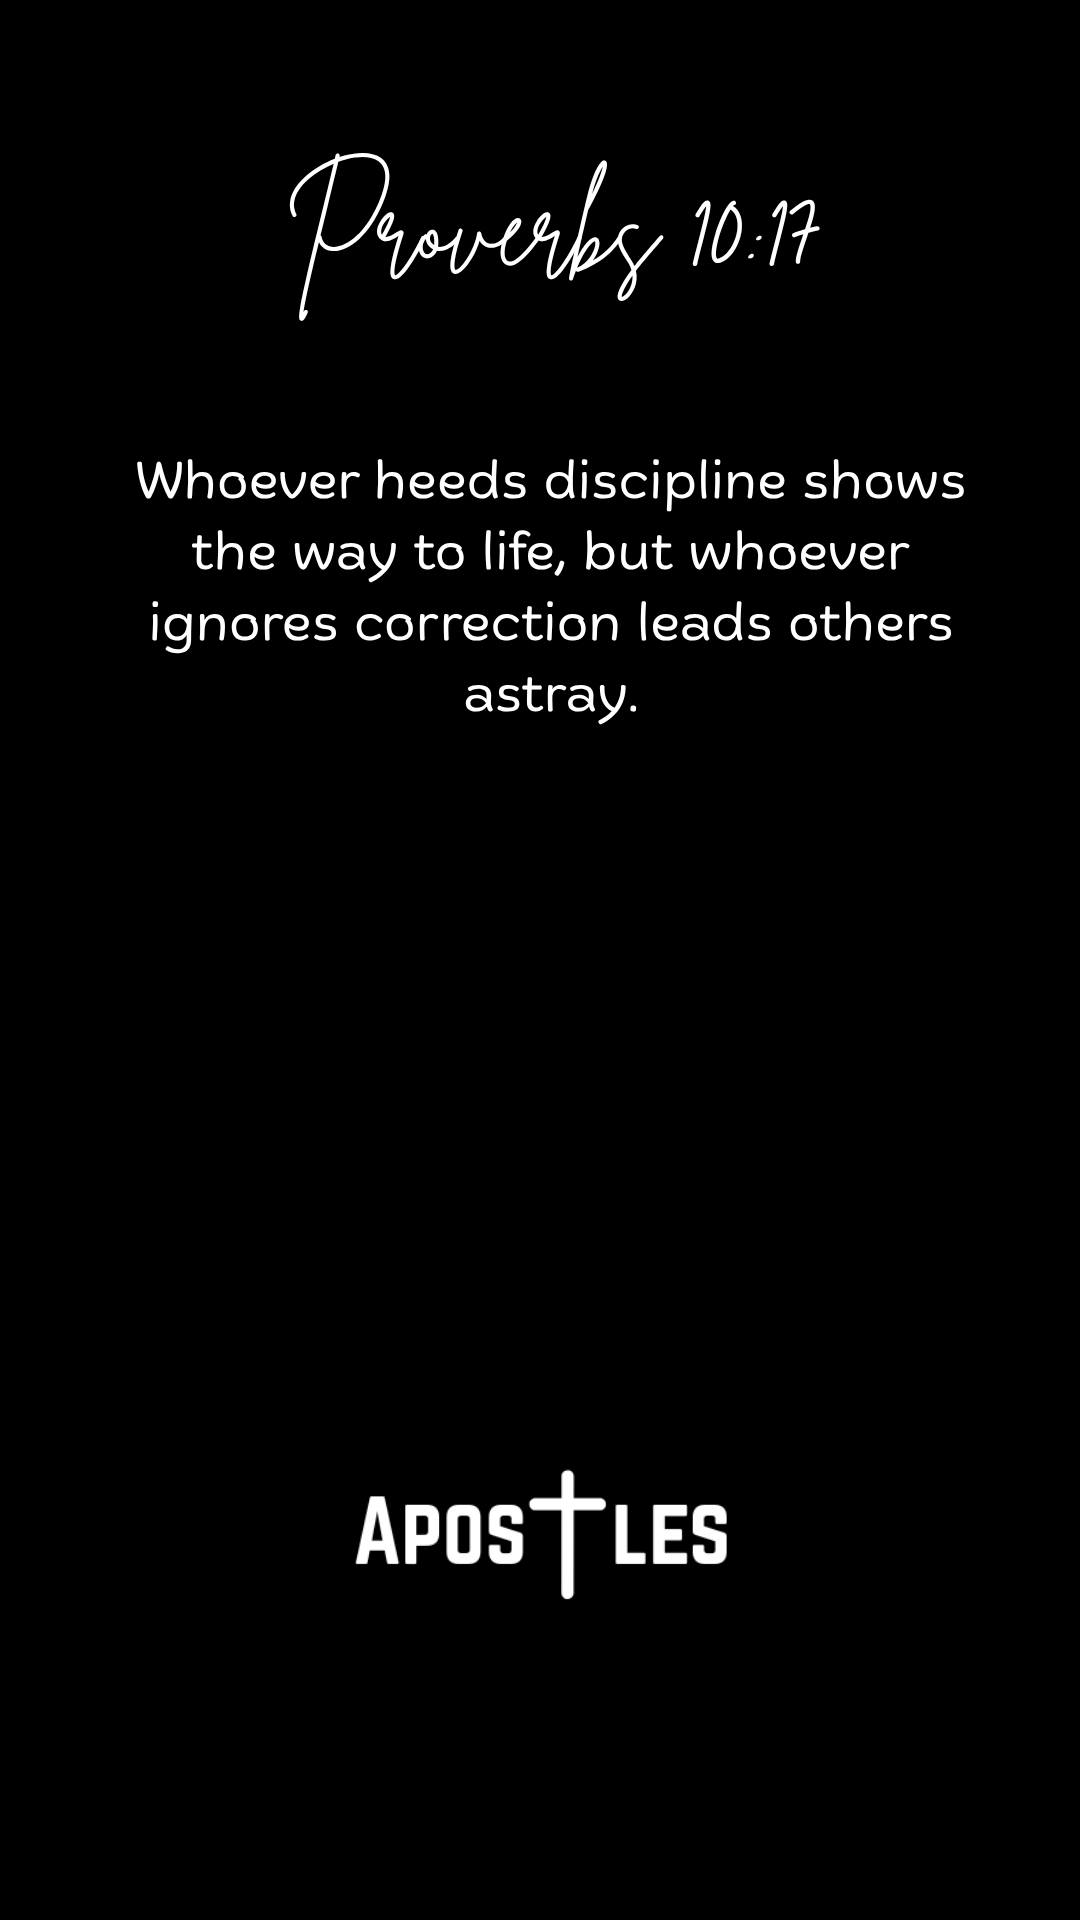 Proverbs 10:17
Whoever heeds discipline shows
the way to life, but whoever
ignores correction leads others
astray.
APOSTLES